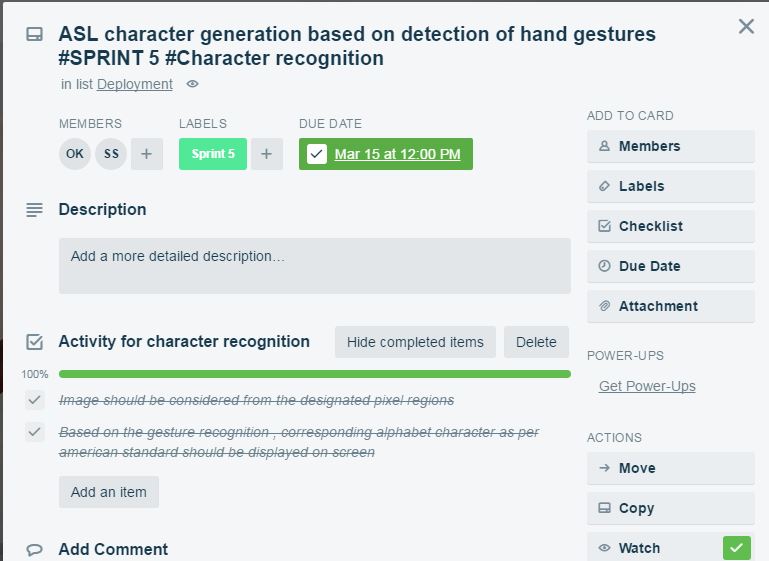 ASL character generation based on detection of hand gestures
#SPRINT 5 #Character recognition
in list Deployment
MEMBERS
OK SS +
LABELS
Sprint 5 +
DUE DATE
Mar 15 at 12:00 PM
Description
Add a more detailed description…
Activity for character recognition
Hide completed items
Delete
100%
Image should be considered from the designated pixel regions
Based on the gesture recognition , corresponding alphabet character as per
american standard should be displayed on screen
Add an item
Add Comment
ADD TO CARD
Members
Labels
Checklist
Due Date
Attachment
POWER-UPS
Get Power-Ups
ACTIONS
Move
Copy
Watch